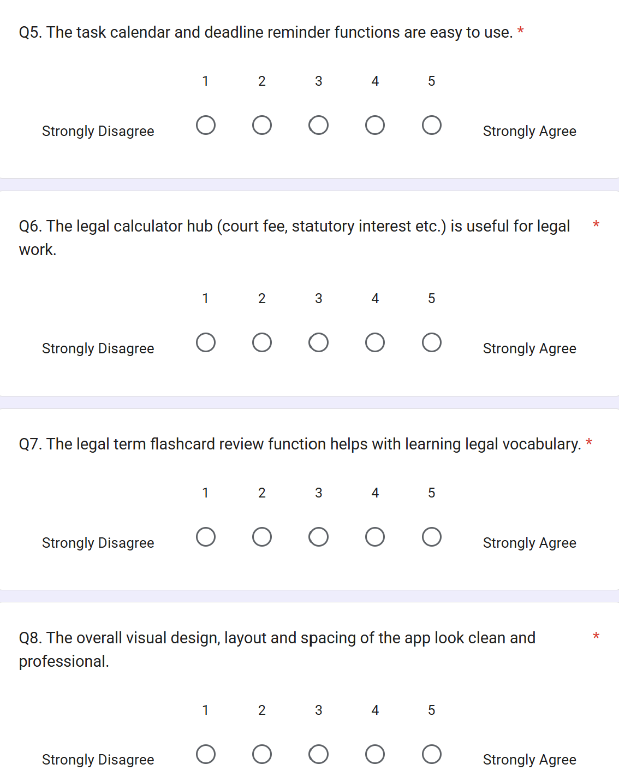 Q5. The task calendar and deadline reminder functions are easy to use. *
1 2 3 4 5
Strongly Disagree Strongly Agree
Q6. The legal calculator hub (court fee, statutory interest etc.) is useful for legal *
work.
1 2 3 4 5
Strongly Disagree Strongly Agree
Q7. The legal term flashcard review function helps with learning legal vocabulary. *
1 2 3 4 5
Strongly Disagree Strongly Agree
Q8. The overall visual design, layout and spacing of the app look clean and *
professional.
1 2 3 4 5
Strongly Disagree Strongly Agree